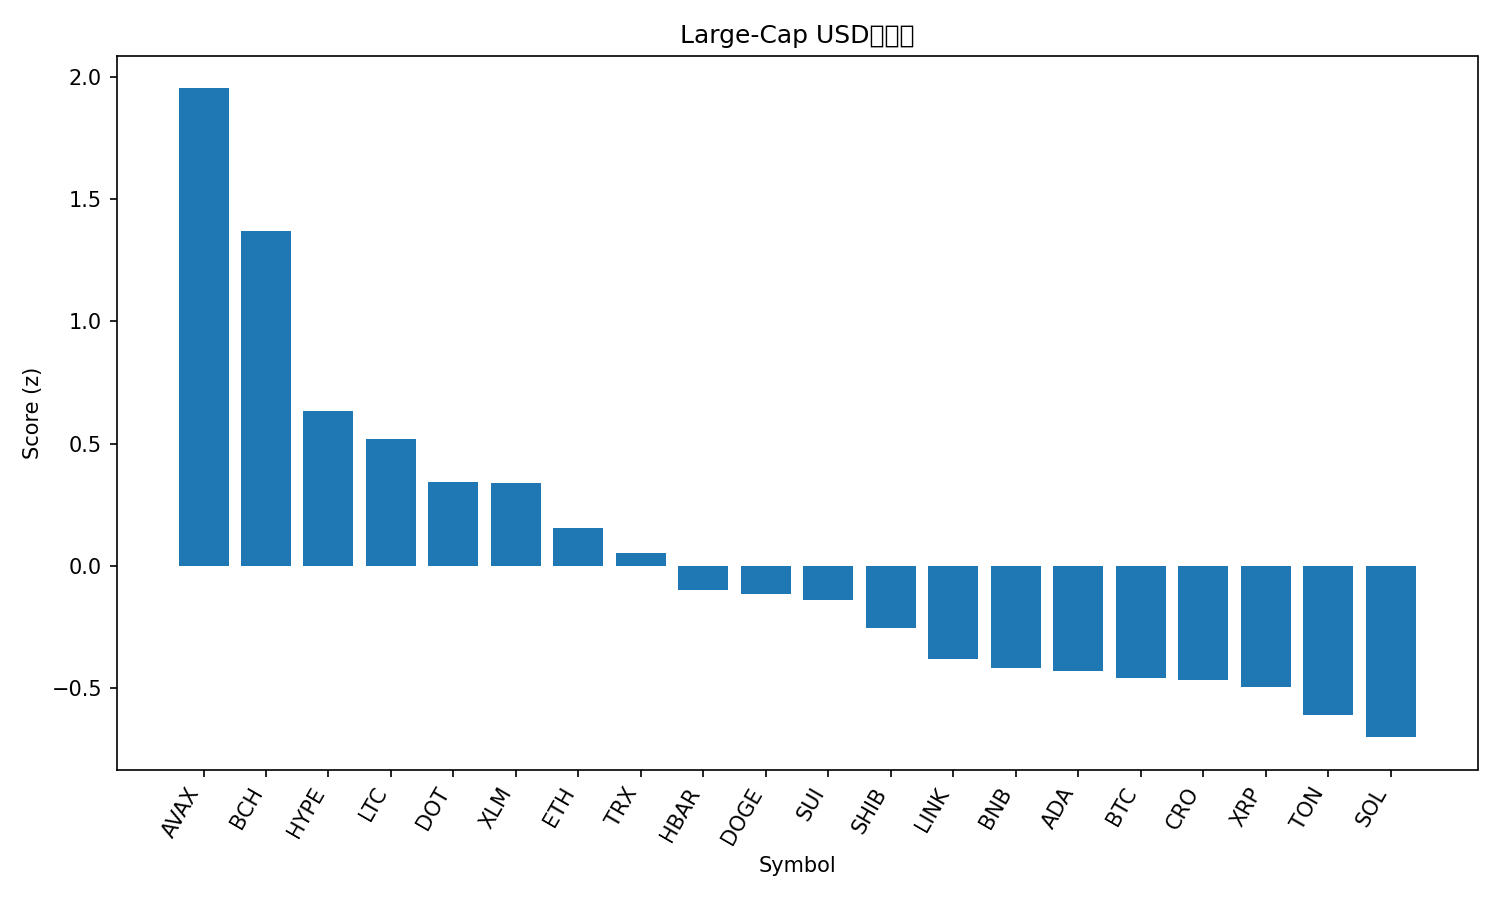 Large-Cap USD
Score (z)
2.0
1.5
1.0
0.5
0.0
−0.5
AVAX
BCH
HYPE
LTC
DOT
XLM
ETH
TRX
HBAR
DOGE
SUI
SHIB
LINK
BNB
ADA
BTC
CRO
XRP
TON
SOL
Symbol